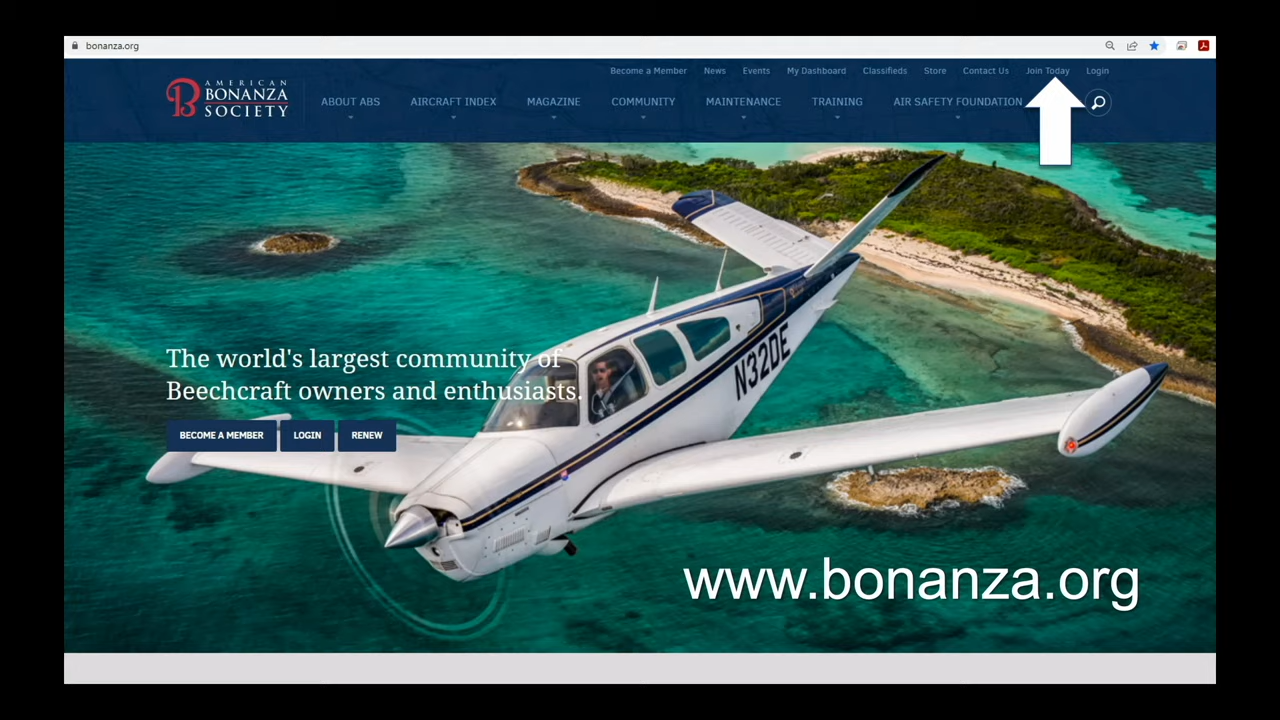 bonanza.org
Become a Member News Events My Dashboard Classifieds Store Contact Us Join Today Login
AMERICAN
BONANZA
SOCIETY
ABOUT ABS AIRCRAFT INDEX MAGAZINE COMMUNITY MAINTENANCE TRAINING AIR SAFETY FOUNDATION
N32DE
The world's largest community of
Beechcraft owners and enthusiasts.
BECOME A MEMBER LOGIN RENEW
www.bonanza.org